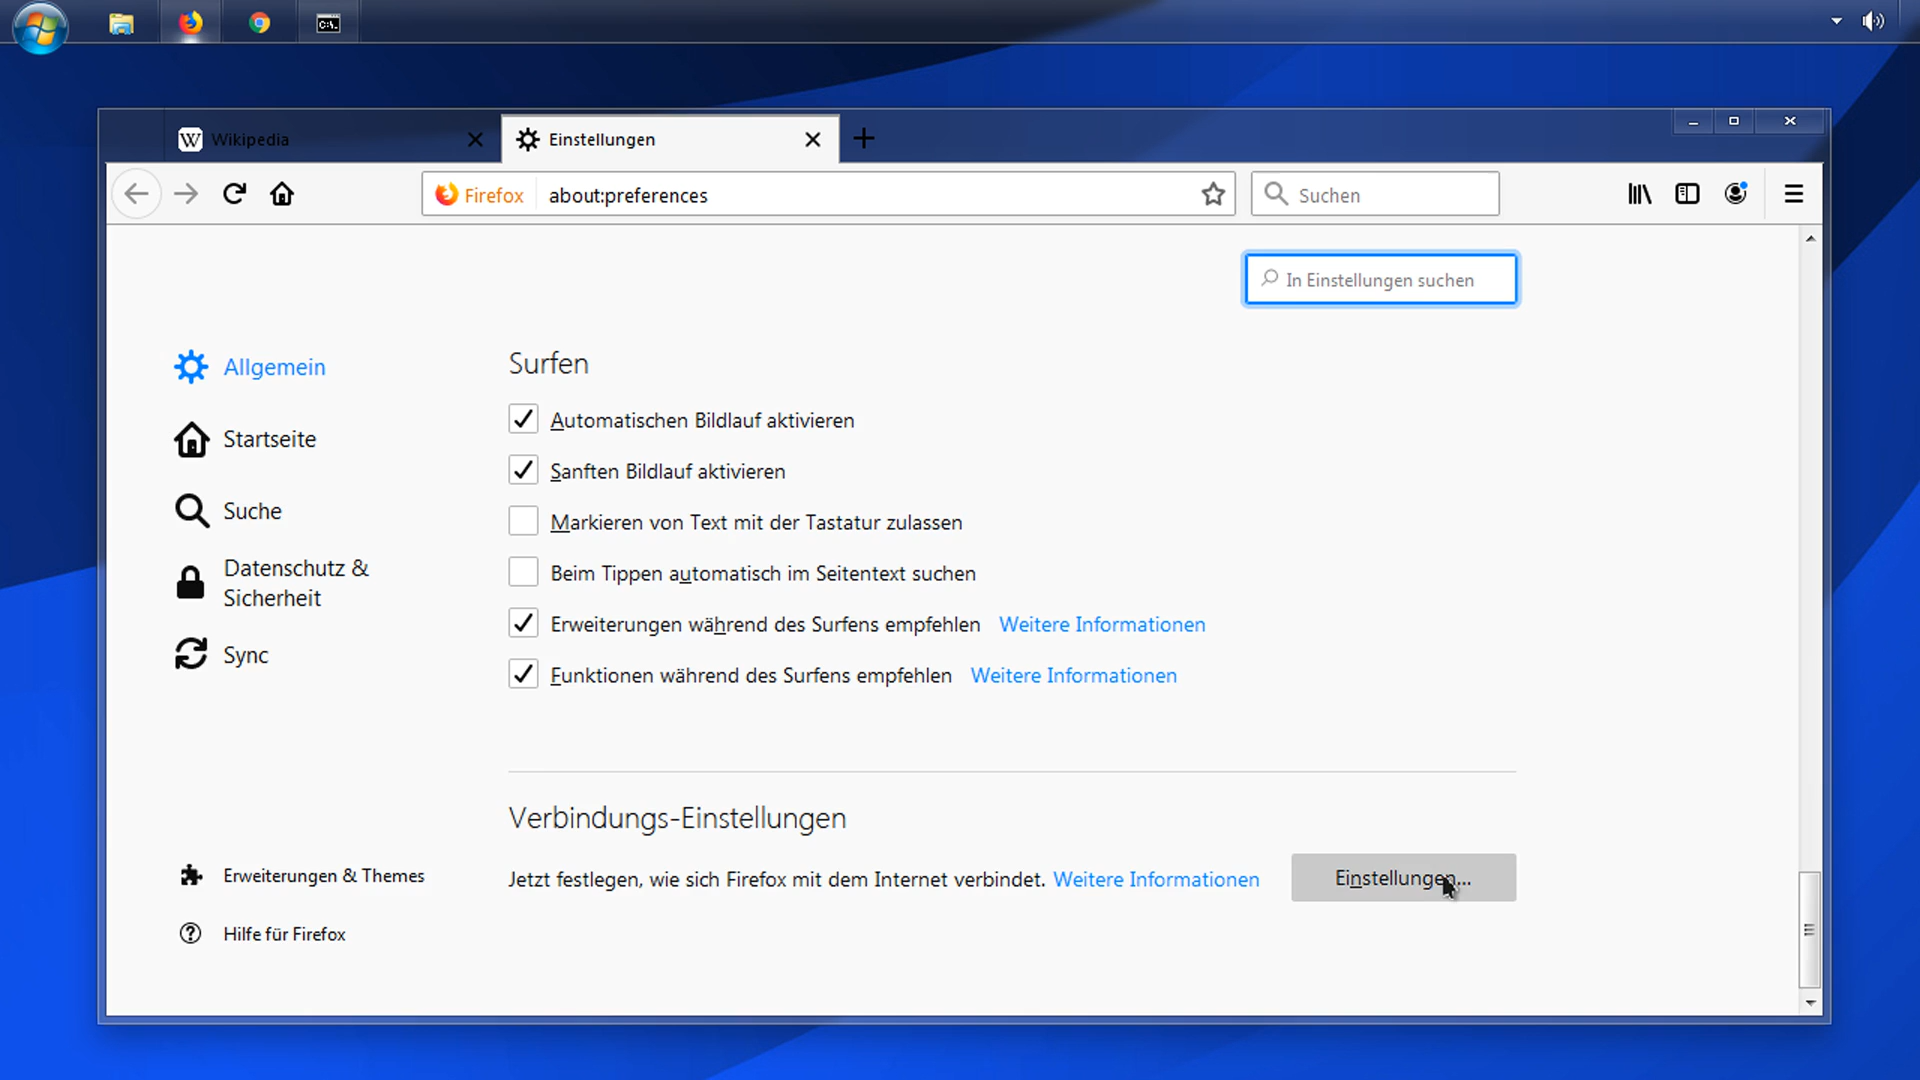 C:\.
Wikipedia
Einstellungen
Firefox
about:preferences
Suchen
In Einstellungen suchen
Allgemein
Startseite
Suche
Datenschutz &
Sicherheit
Sync
Erweiterungen & Themes
Hilfe für Firefox
Surfen
Automatischen Bildlauf aktivieren
Sanften Bildlauf aktivieren
Markieren von Text mit der Tastatur zulassen
Beim Tippen automatisch im Seitentext suchen
Erweiterungen während des Surfens empfehlen Weitere Informationen
Funktionen während des Surfens empfehlen Weitere Informationen
Verbindungs-Einstellungen
Jetzt festlegen, wie sich Firefox mit dem Internet verbindet. Weitere Informationen
Einstellungen...